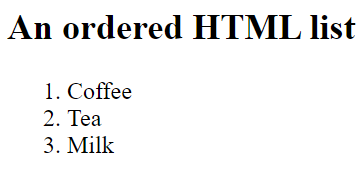 An ordered HTML list
1. Coffee
2. Tea
3. Milk